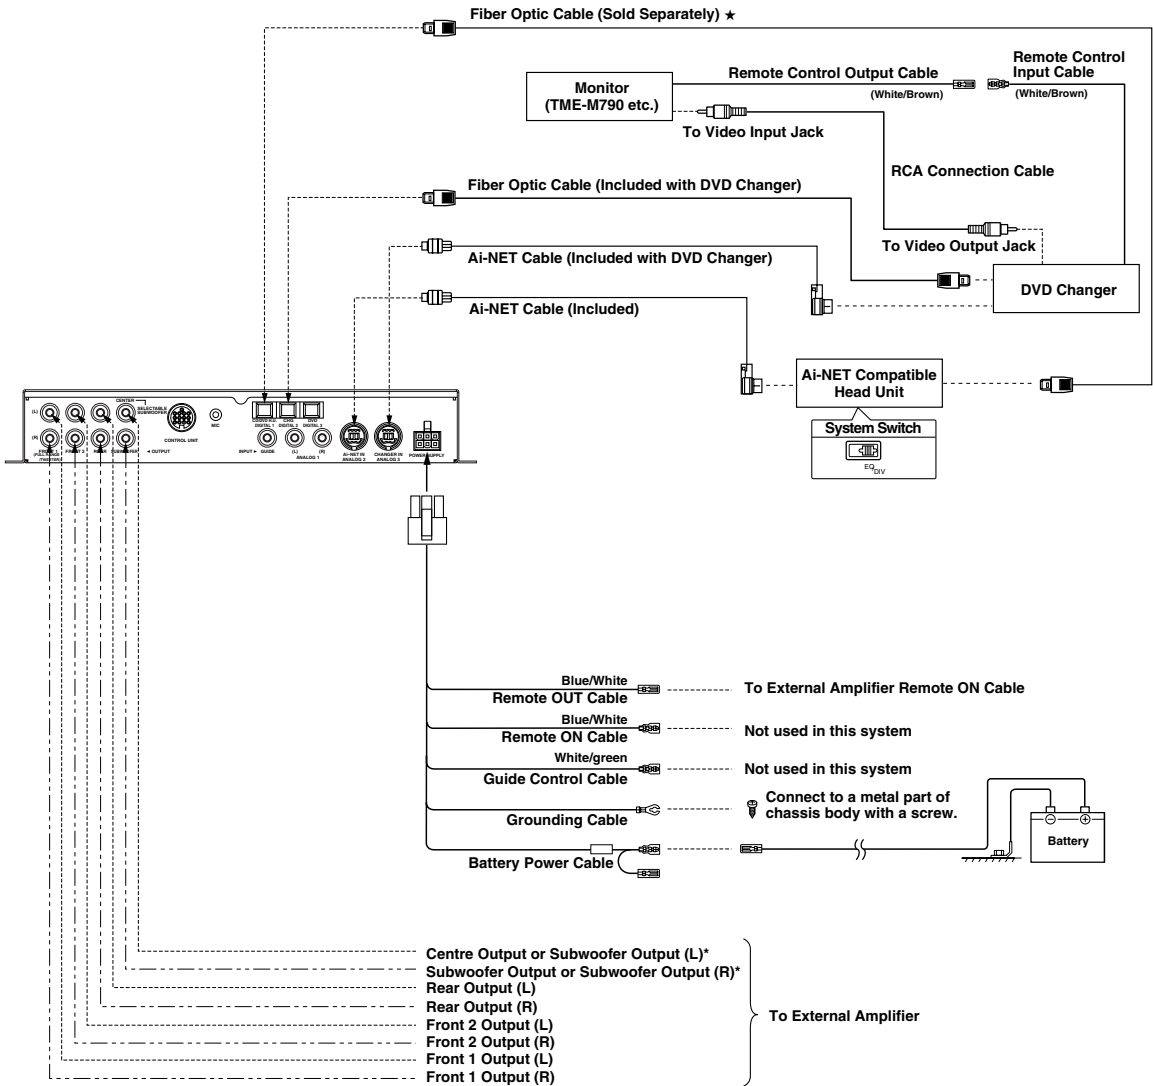 Fiber Optic Cable (Sold Separately) ★
Remote Control Output Cable
(White/Brown)
Remote Control
Input Cable
(White/Brown)
Monitor
(TME-M790 etc.)
To Video Input Jack
RCA Connection Cable
Fiber Optic Cable (Included with DVD Changer)
To Video Output Jack
Ai-NET Cable (Included with DVD Changer)
DVD Changer
Ai-NET Cable (Included)
Ai-NET Compatible
Head Unit
System Switch
EQ
DIV
CENTER
SELECTABLE
SUBWOOFER
(L)
(R)
MIC
CONTROL UNIT
DIGITAL 1
CHG
DIGITAL 2
DVD
DIGITAL 3
◄ OUTPUT
INPUT ► GUIDE
(L)
(R)
ANALOG 1
Ai-NET IN
ANALOG 2
CHANGER IN
ANALOG 3
POWER SUPPLY
Blue/White
Remote OUT Cable
To External Amplifier Remote ON Cable
Blue/White
Remote ON Cable
Not used in this system
White/green
Guide Control Cable
Not used in this system
Grounding Cable
Connect to a metal part of
chassis body with a screw.
Battery Power Cable
Battery
Centre Output or Subwoofer Output (L)*
Subwoofer Output or Subwoofer Output (R)*
Rear Output (L)
Rear Output (R)
Front 2 Output (L)
Front 2 Output (R)
Front 1 Output (L)
Front 1 Output (R)
To External Amplifier